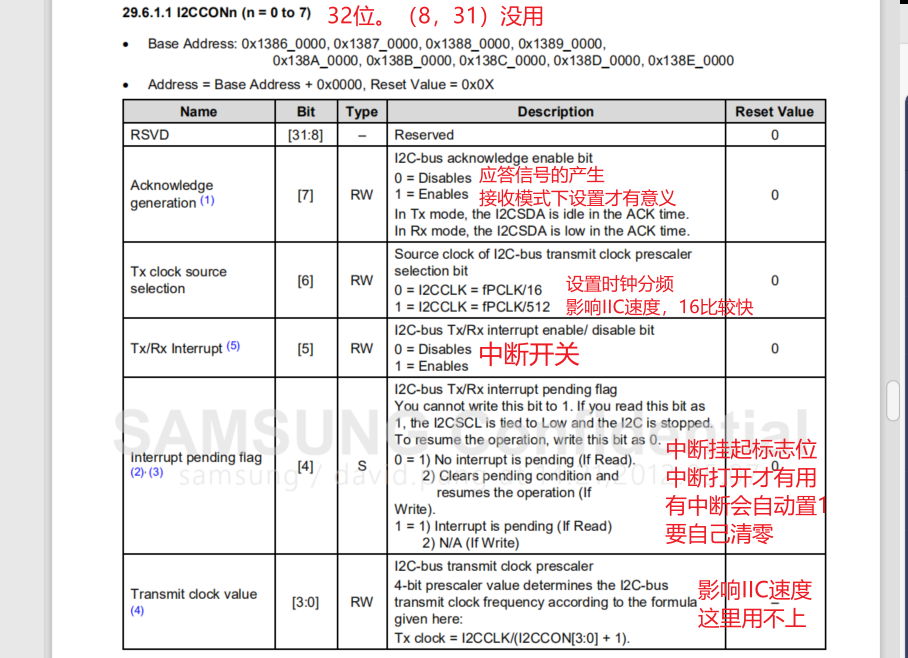 29.6.1.1 I2CCONn (n = 0 to 7) 32位。（8，31）没用
• Base Address: 0x1386_0000, 0x1387_0000, 0x1388_0000, 0x1389_0000,
0x138A_0000, 0x138B_0000, 0x138C_0000, 0x138D_0000, 0x138E_0000
• Address = Base Address + 0x0000, Reset Value = 0x0X
Name Bit Type Description Reset Value
RSVD [31:8] – Reserved 0
Acknowledge
generation (1)
[7]
RW
I2C-bus acknowledge enable bit
0 = Disables 应答信号的产生
1 = Enables 接收模式下设置才有意义
In Tx mode, the I2CSDA is idle in the ACK time.
In Rx mode, the I2CSDA is low in the ACK time.
0
Tx clock source
selection
[6]
RW
Source clock of I2C-bus transmit clock prescaler
selection bit
0 = I2CCLK = fPCLK/16 设置时钟分频
1 = I2CCLK = fPCLK/512 影响IIC速度，16比较快
0
Tx/Rx Interrupt (5)
[5]
RW
I2C-bus Tx/Rx interrupt enable/ disable bit
0 = Disables 中断开关
1 = Enables
0
Interrupt pending flag
(2)·(3)
[4]
S
I2C-bus Tx/Rx interrupt pending flag
You cannot write this bit to 1. If you read this bit as
1, the I2CSCL is tied to Low and the I2C is stopped.
To resume the operation, write this bit as 0.
0 = 1) No interrupt is pending (If Read).
2) Clears pending condition and
resumes the operation (If
Write).
1 = 1) Interrupt is pending (If Read)
2) N/A (If Write)
0
中断挂起标志位
中断打开才有用
有中断会自动置1
要自己清零
SAMSUNG Confidential
samsung / david.
Transmit clock value
(4)
[3:0]
RW
I2C-bus transmit clock prescaler
4-bit prescaler value determines the I2C-bus
transmit clock frequency according to the formula
given here:
Tx clock = I2CCLK/(I2CCON[3:0] + 1).
–
影响IIC速度
这里用不上